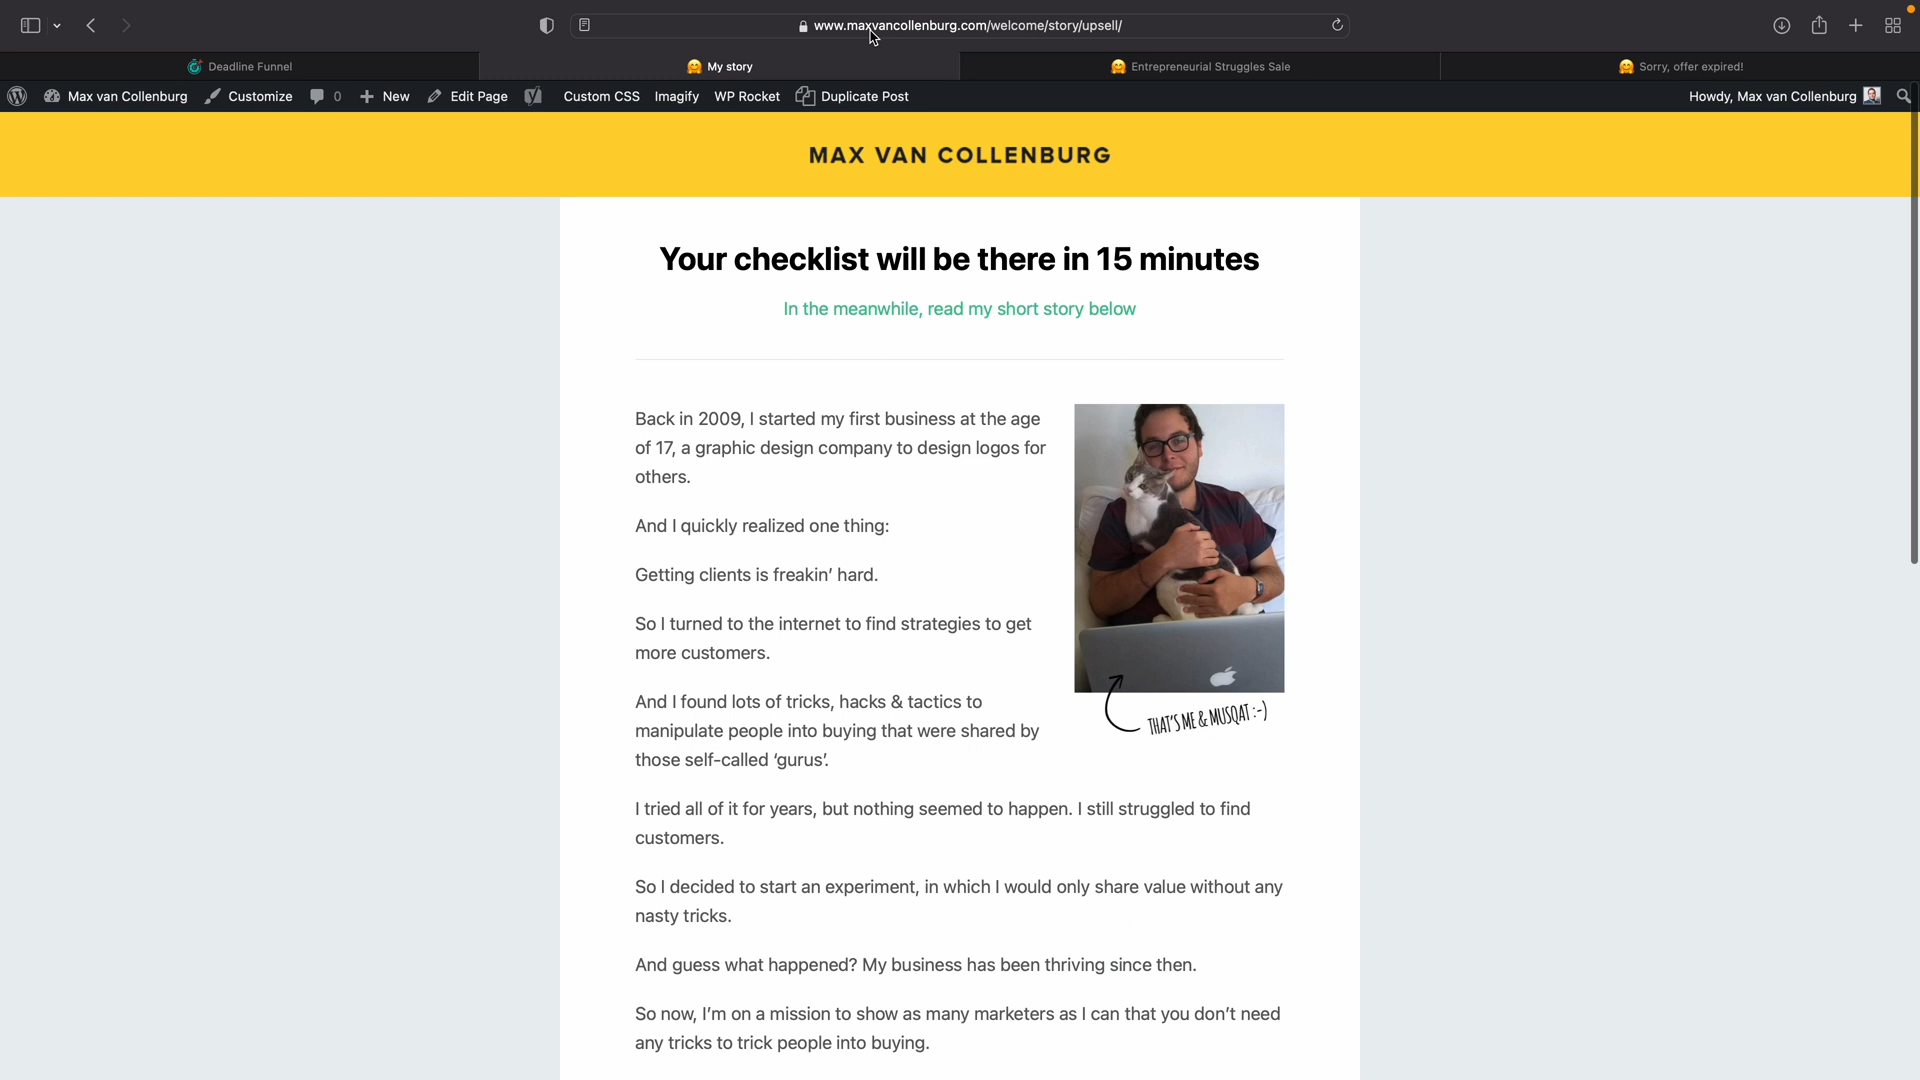 www.maxvancollenburg.com/welcome/story/upsell/
Deadline Funnel
My story
Entrepreneurial Struggles Sale
Sorry, offer expired!
Max van Collenburg
Customize
0
New
Edit Page
Custom CSS
Imagify
WP Rocket
Duplicate Post
Howdy, Max van Collenburg
MAX VAN COLLENBURG
Your checklist will be there in 15 minutes
In the meanwhile, read my short story below
Back in 2009, I started my first business at the age
of 17, a graphic design company to design logos for
others.
And I quickly realized one thing:
Getting clients is freakin’ hard.
So I turned to the internet to find strategies to get
more customers.
And I found lots of tricks, hacks & tactics to
manipulate people into buying that were shared by
those self-called ‘gurus’.
THAT'S ME & MUSQAT :-)
I tried all of it for years, but nothing seemed to happen. I still struggled to find
customers.
So I decided to start an experiment, in which I would only share value without any
nasty tricks.
And guess what happened? My business has been thriving since then.
So now, I’m on a mission to show as many marketers as I can that you don’t need
any tricks to trick people into buying.